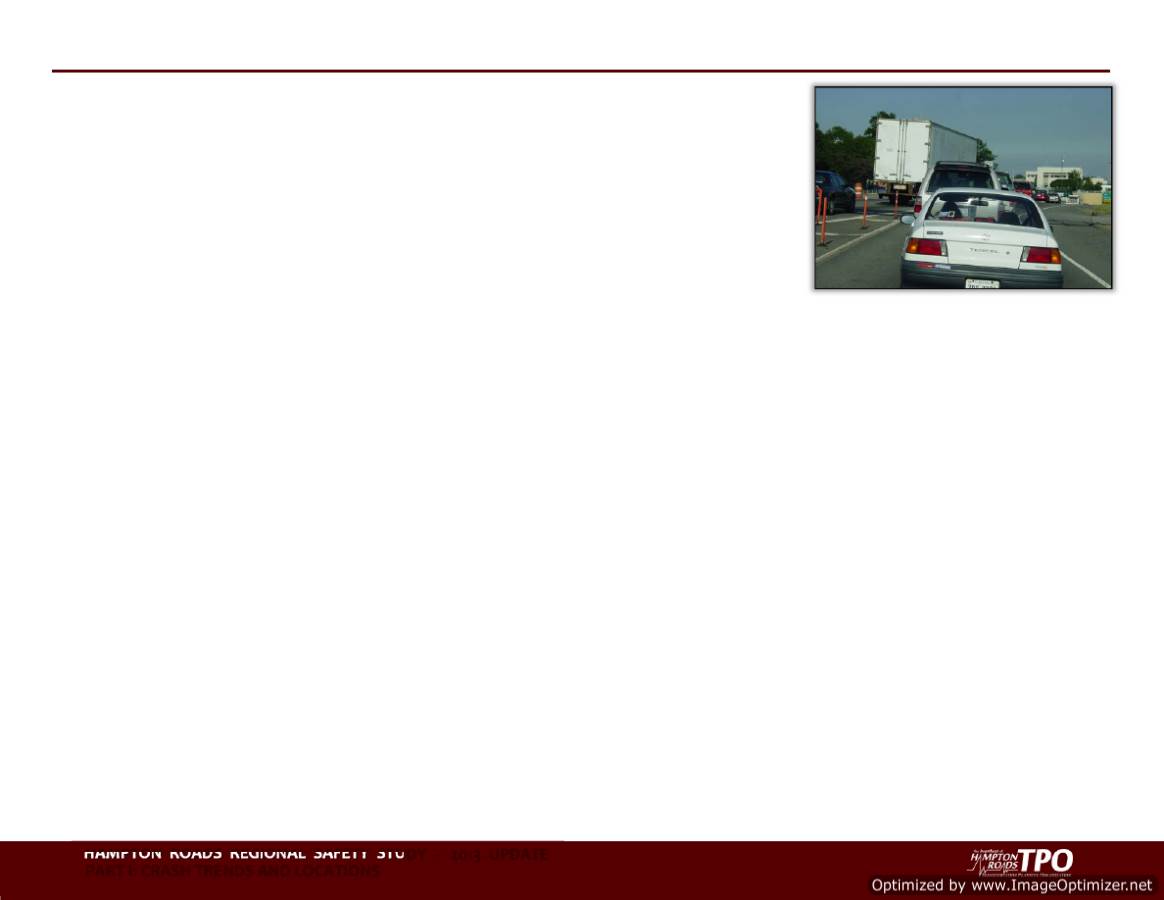 TERCEL
HAMPTON ROADS REGIONAL SAFETY STUDY 2013 UPDATE
PART I: CRASH TRENDS AND LOCATIONS
HAMPTON
ROADS TPO
Optimized by www.ImageOptimizer.net